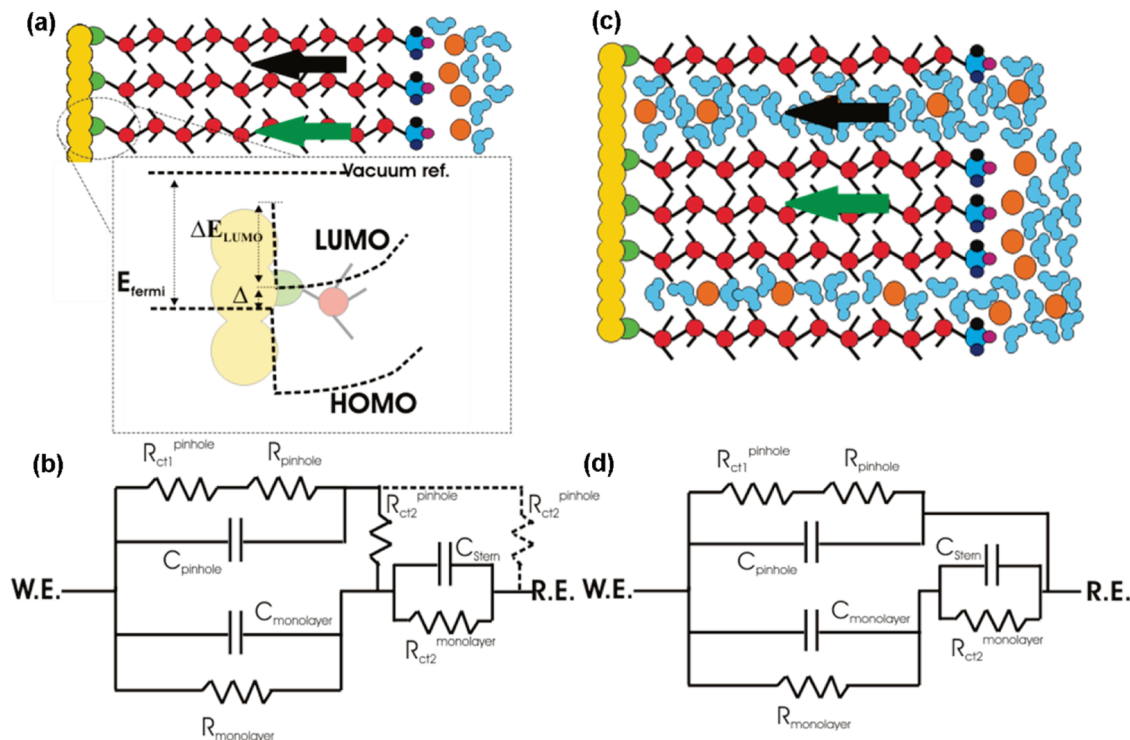 (a)
(c)
Vacuum ref.
ΔE_LUMO
LUMO
E_fermi
Δ
HOMO
(b)
(d)
R_ct1^pinhole
R_pinhole
R_ct2^pinhole
R_ct2^pinhole
C_pinhole
C_Stern
W.E.
R.E.
C_monolayer
R_ct2^monolayer
R_monolayer
R_ct1^pinhole
R_pinhole
C_pinhole
C_Stern
W.E.
R.E.
C_monolayer
R_ct2^monolayer
R_monolayer